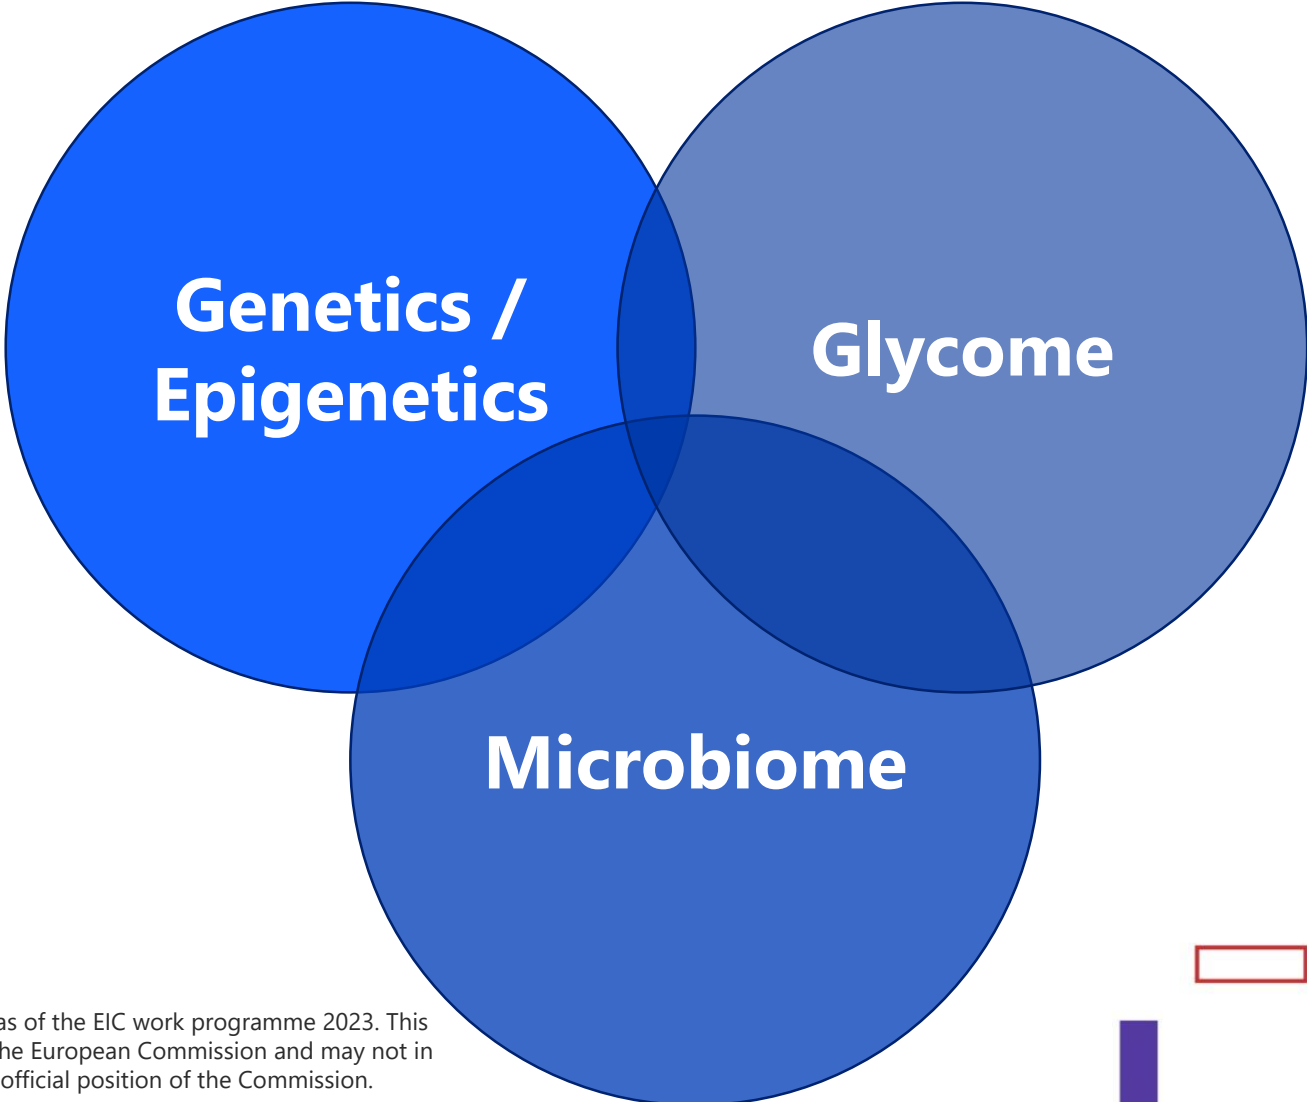 Genetics /
Epigenetics
Glycome
Microbiome
as of the EIC work programme 2023. This
he European Commission and may not in
official position of the Commission.